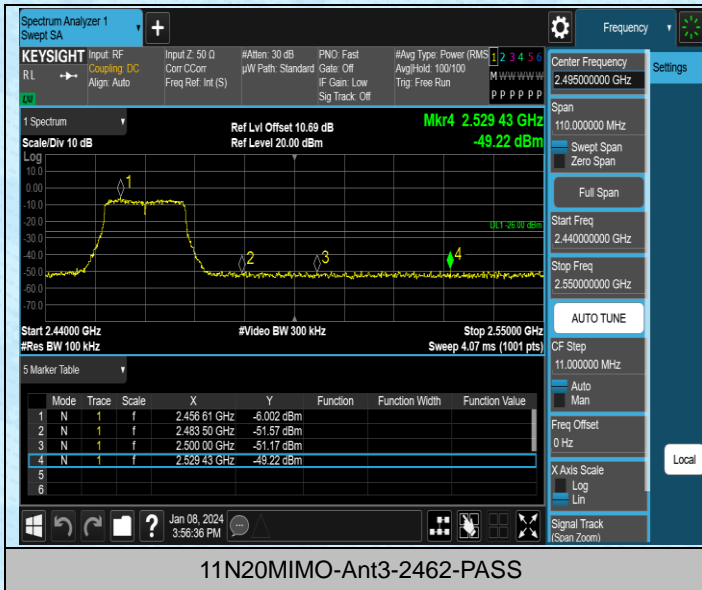 Spectrum Analyzer 1
Swept SA
Frequency
KEYSIGHT
RL
Input: RF
Coupling: DC
Align: Auto
Input Z: 50 Ω
Corr CCorr
Freq Ref: Int (S)
#Atten: 30 dB
µW Path: Standard
PNO: Fast
Gate: Off
IF Gain: Low
Sig Track: Off
#Avg Type: Power (RMS
Avg|Hold: 100/100
Trig: Free Run
1 2 3 4 5 6
M W W W W W
P P P P P P
LXI
1 Spectrum
Scale/Div 10 dB
Ref Lvl Offset 10.69 dB
Ref Level 20.00 dBm
Mkr4 2.529 43 GHz
-49.22 dBm
Log
10.0
0.00
-10.0
-20.0
-30.0
-40.0
-50.0
-60.0
-70.0
1
2
3
4
DL1 -26.00 dBm
Start 2.44000 GHz
#Video BW 300 kHz
Stop 2.55000 GHz
#Res BW 100 kHz
Sweep 4.07 ms (1001 pts)
5 Marker Table
Mode Trace Scale X Y Function Function Width Function Value
1 N 1 f 2.456 61 GHz -6.002 dBm
2 N 1 f 2.483 50 GHz -51.57 dBm
3 N 1 f 2.500 00 GHz -51.17 dBm
4 N 1 f 2.529 43 GHz -49.22 dBm
5
6
Jan 08, 2024
3:56:36 PM
Center Frequency
2.495000000 GHz
Span
110.000000 MHz
Swept Span
Zero Span
Full Span
Start Freq
2.440000000 GHz
Stop Freq
2.550000000 GHz
AUTO TUNE
CF Step
11.000000 MHz
Auto
Man
Freq Offset
0 Hz
X Axis Scale
Log
Lin
Signal Track
(Span Zoom)
Settings
Local
11N20MIMO-Ant3-2462-PASS